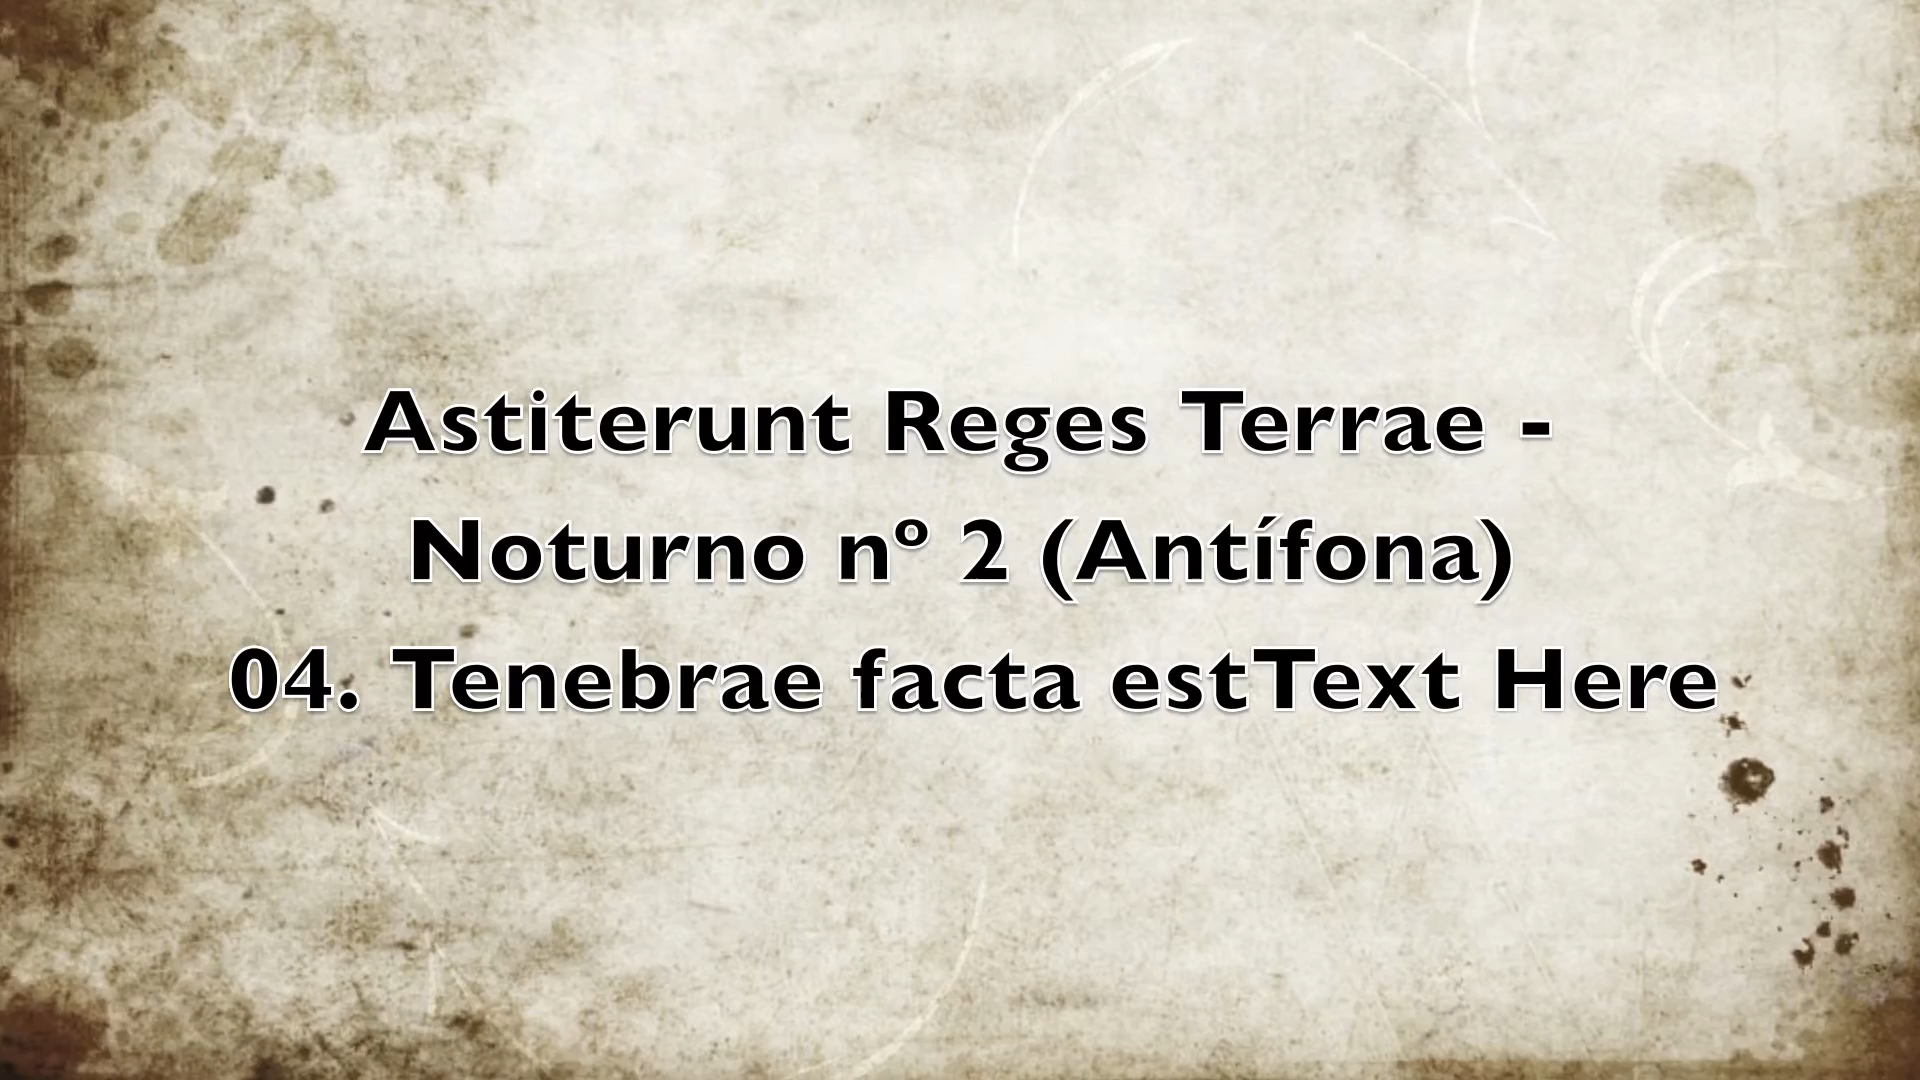 Astiterunt Reges Terrae -
Noturno nº 2 (Antífona)
04. Tenebrae facta estText Here